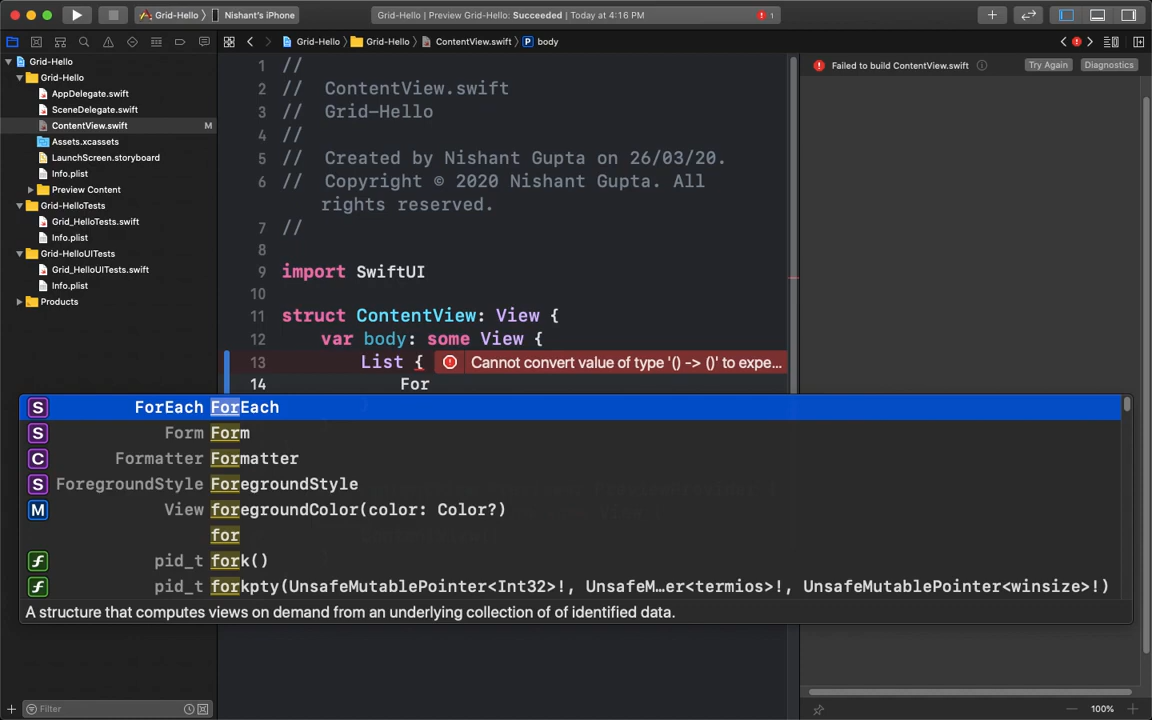 Grid-Hello 〉 Nishant's iPhone
Grid-Hello | Preview Grid-Hello: Succeeded | Today at 4:16 PM
1
Grid-Hello 〉 Grid-Hello 〉 ContentView.swift 〉 P body
Grid-Hello
Grid-Hello
AppDelegate.swift
SceneDelegate.swift
ContentView.swift M
Assets.xcassets
LaunchScreen.storyboard
Info.plist
Preview Content
Grid-HelloTests
Grid_HelloTests.swift
Info.plist
Grid-HelloUITests
Grid_HelloUITests.swift
Info.plist
Products
Filter
1 //
2 // ContentView.swift
3 // Grid-Hello
4 //
5 // Created by Nishant Gupta on 26/03/20.
6 // Copyright © 2020 Nishant Gupta. All
rights reserved.
7 //
8
9 import SwiftUI
10
11 struct ContentView: View {
12 var body: some View {
13 List { Cannot convert value of type '() -> ()' to expe...
14 For
S ForEach ForEach
S Form Form
C Formatter Formatter
S ForegroundStyle ForegroundStyle
M View foregroundColor(color: Color?)
for
f pid_t fork()
f pid_t forkpty(UnsafeMutablePointer<Int32>!, UnsafeM…er<termios>!, UnsafeMutablePointer<winsize>!)
A structure that computes views on demand from an underlying collection of of identified data.
Failed to build ContentView.swift
Try Again
Diagnostics
100%